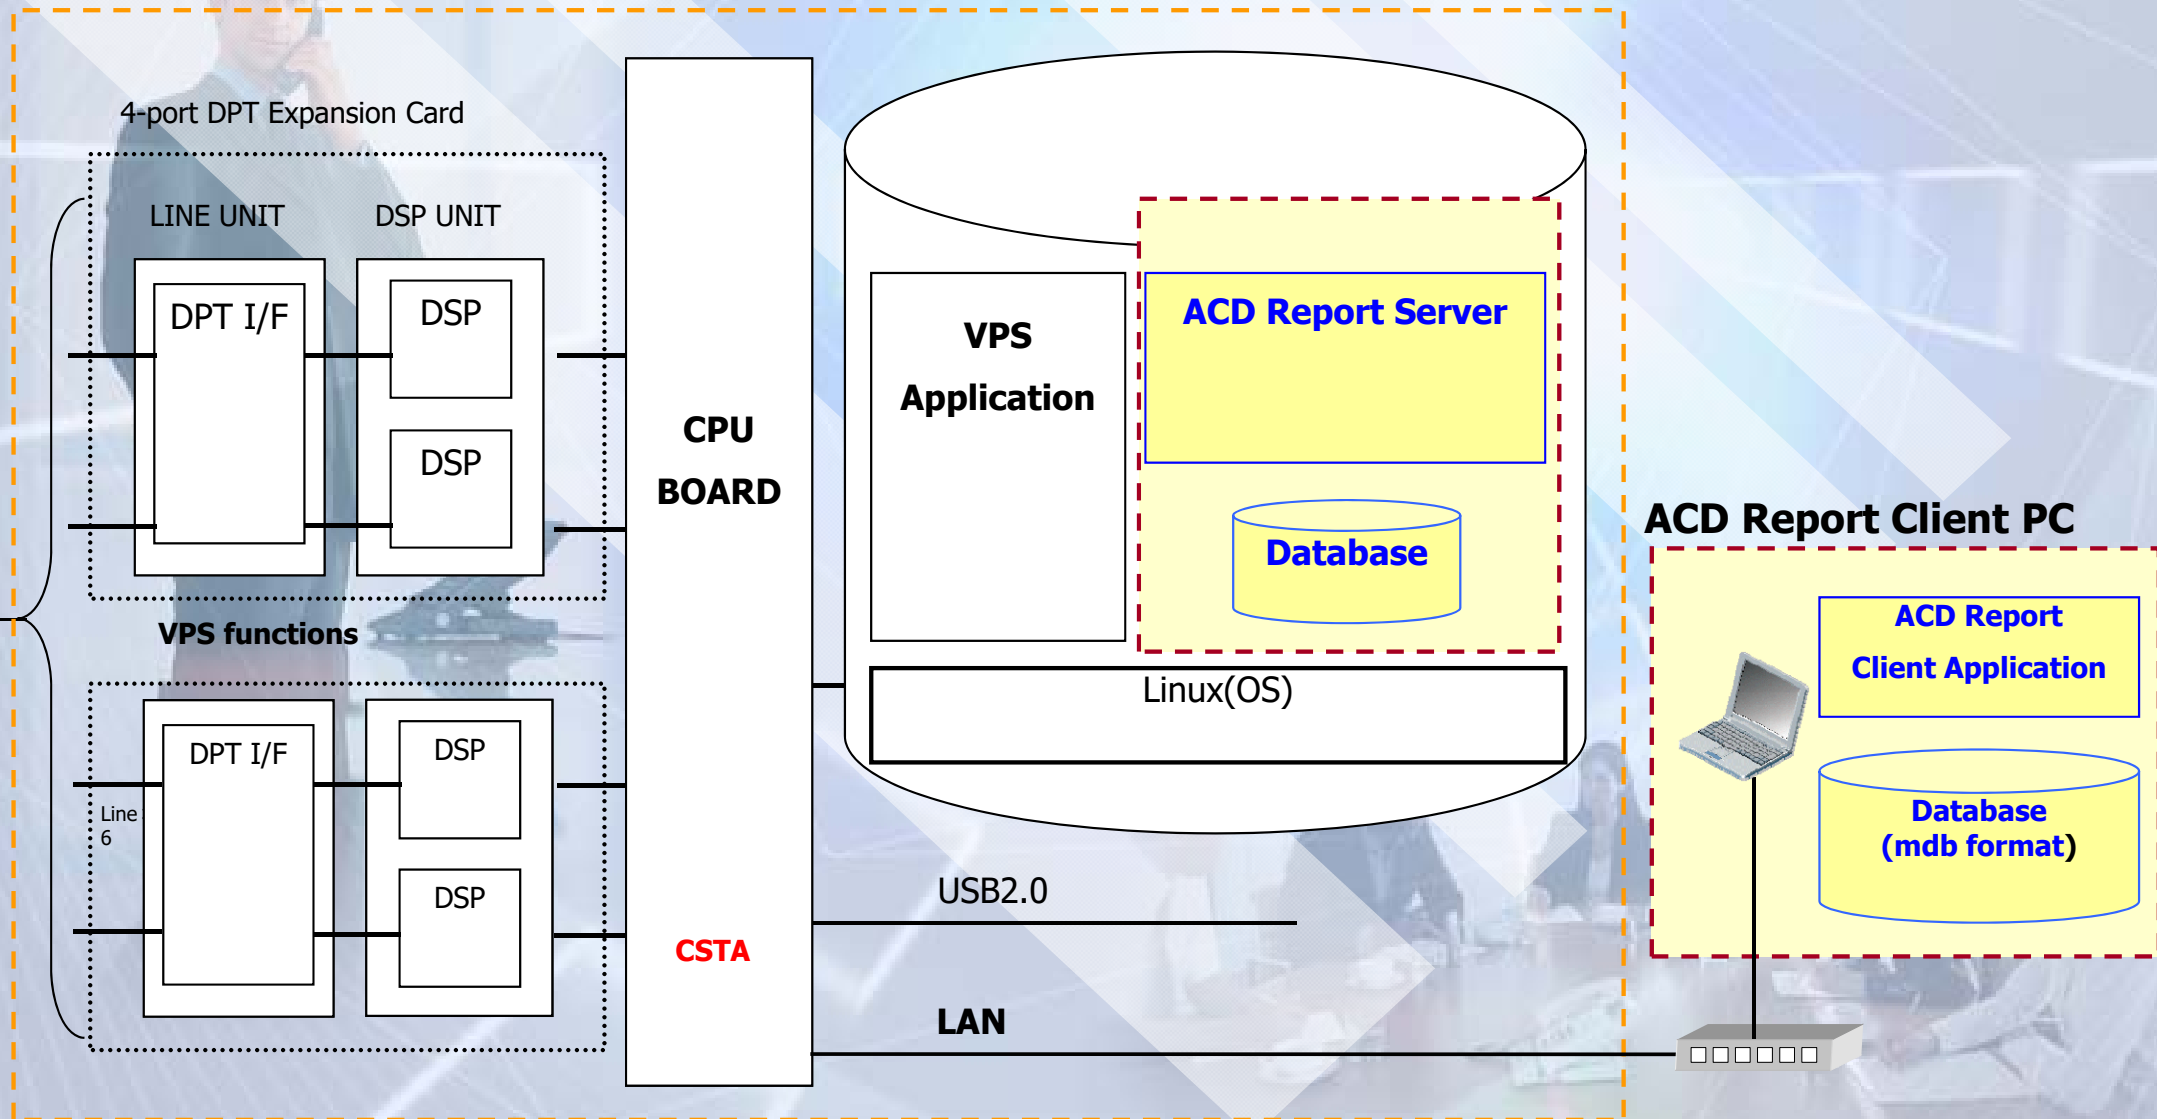 4-port DPT Expansion Card
LINE UNIT
DSP UNIT
DPT I/F
DSP
DSP
VPS functions
DPT I/F
DSP
Line
6
DSP
CPU
BOARD
CSTA
VPS
Application
ACD Report Server
Database
Linux(OS)
USB2.0
LAN
ACD Report Client PC
ACD Report
Client Application
Database
(mdb format)